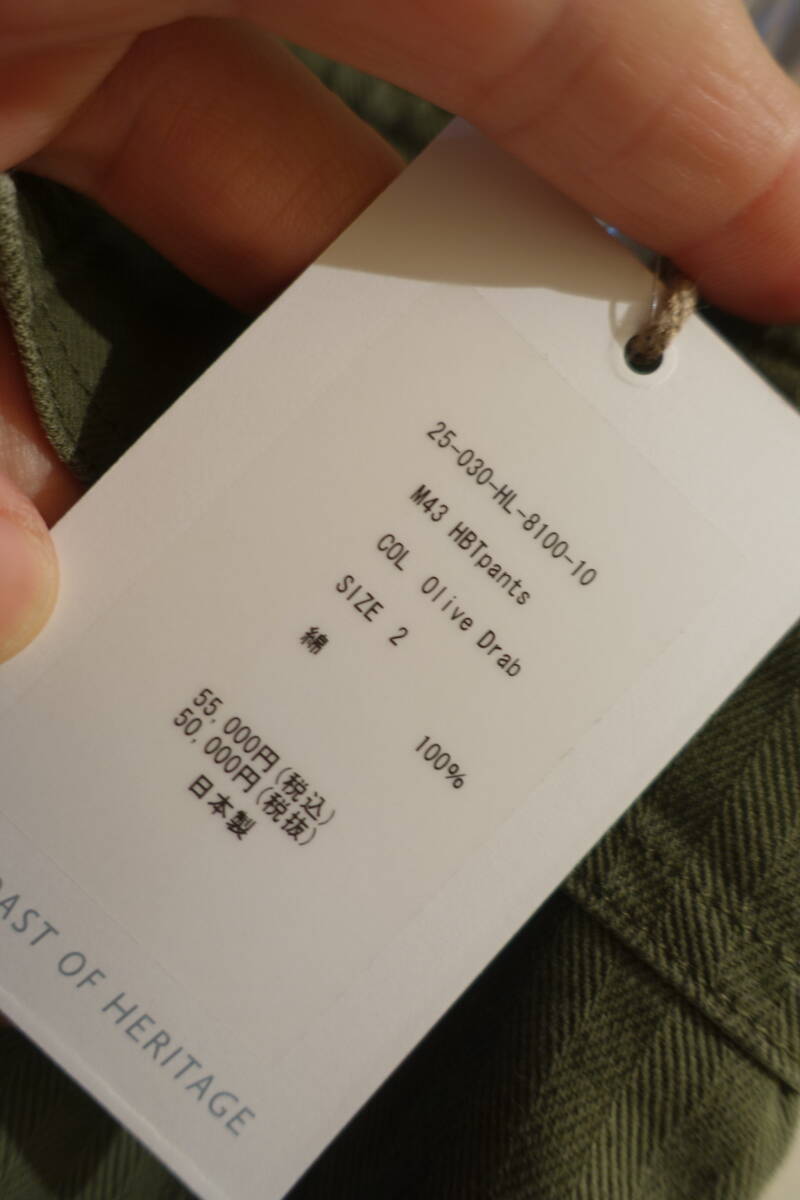 25-030-HL-8100-10
M43 HBTpants
COL Olive Drab
SIZE 2
綿 100%
55,000円(税込)
50,000円(税抜)
日本製
OF HERITAGE